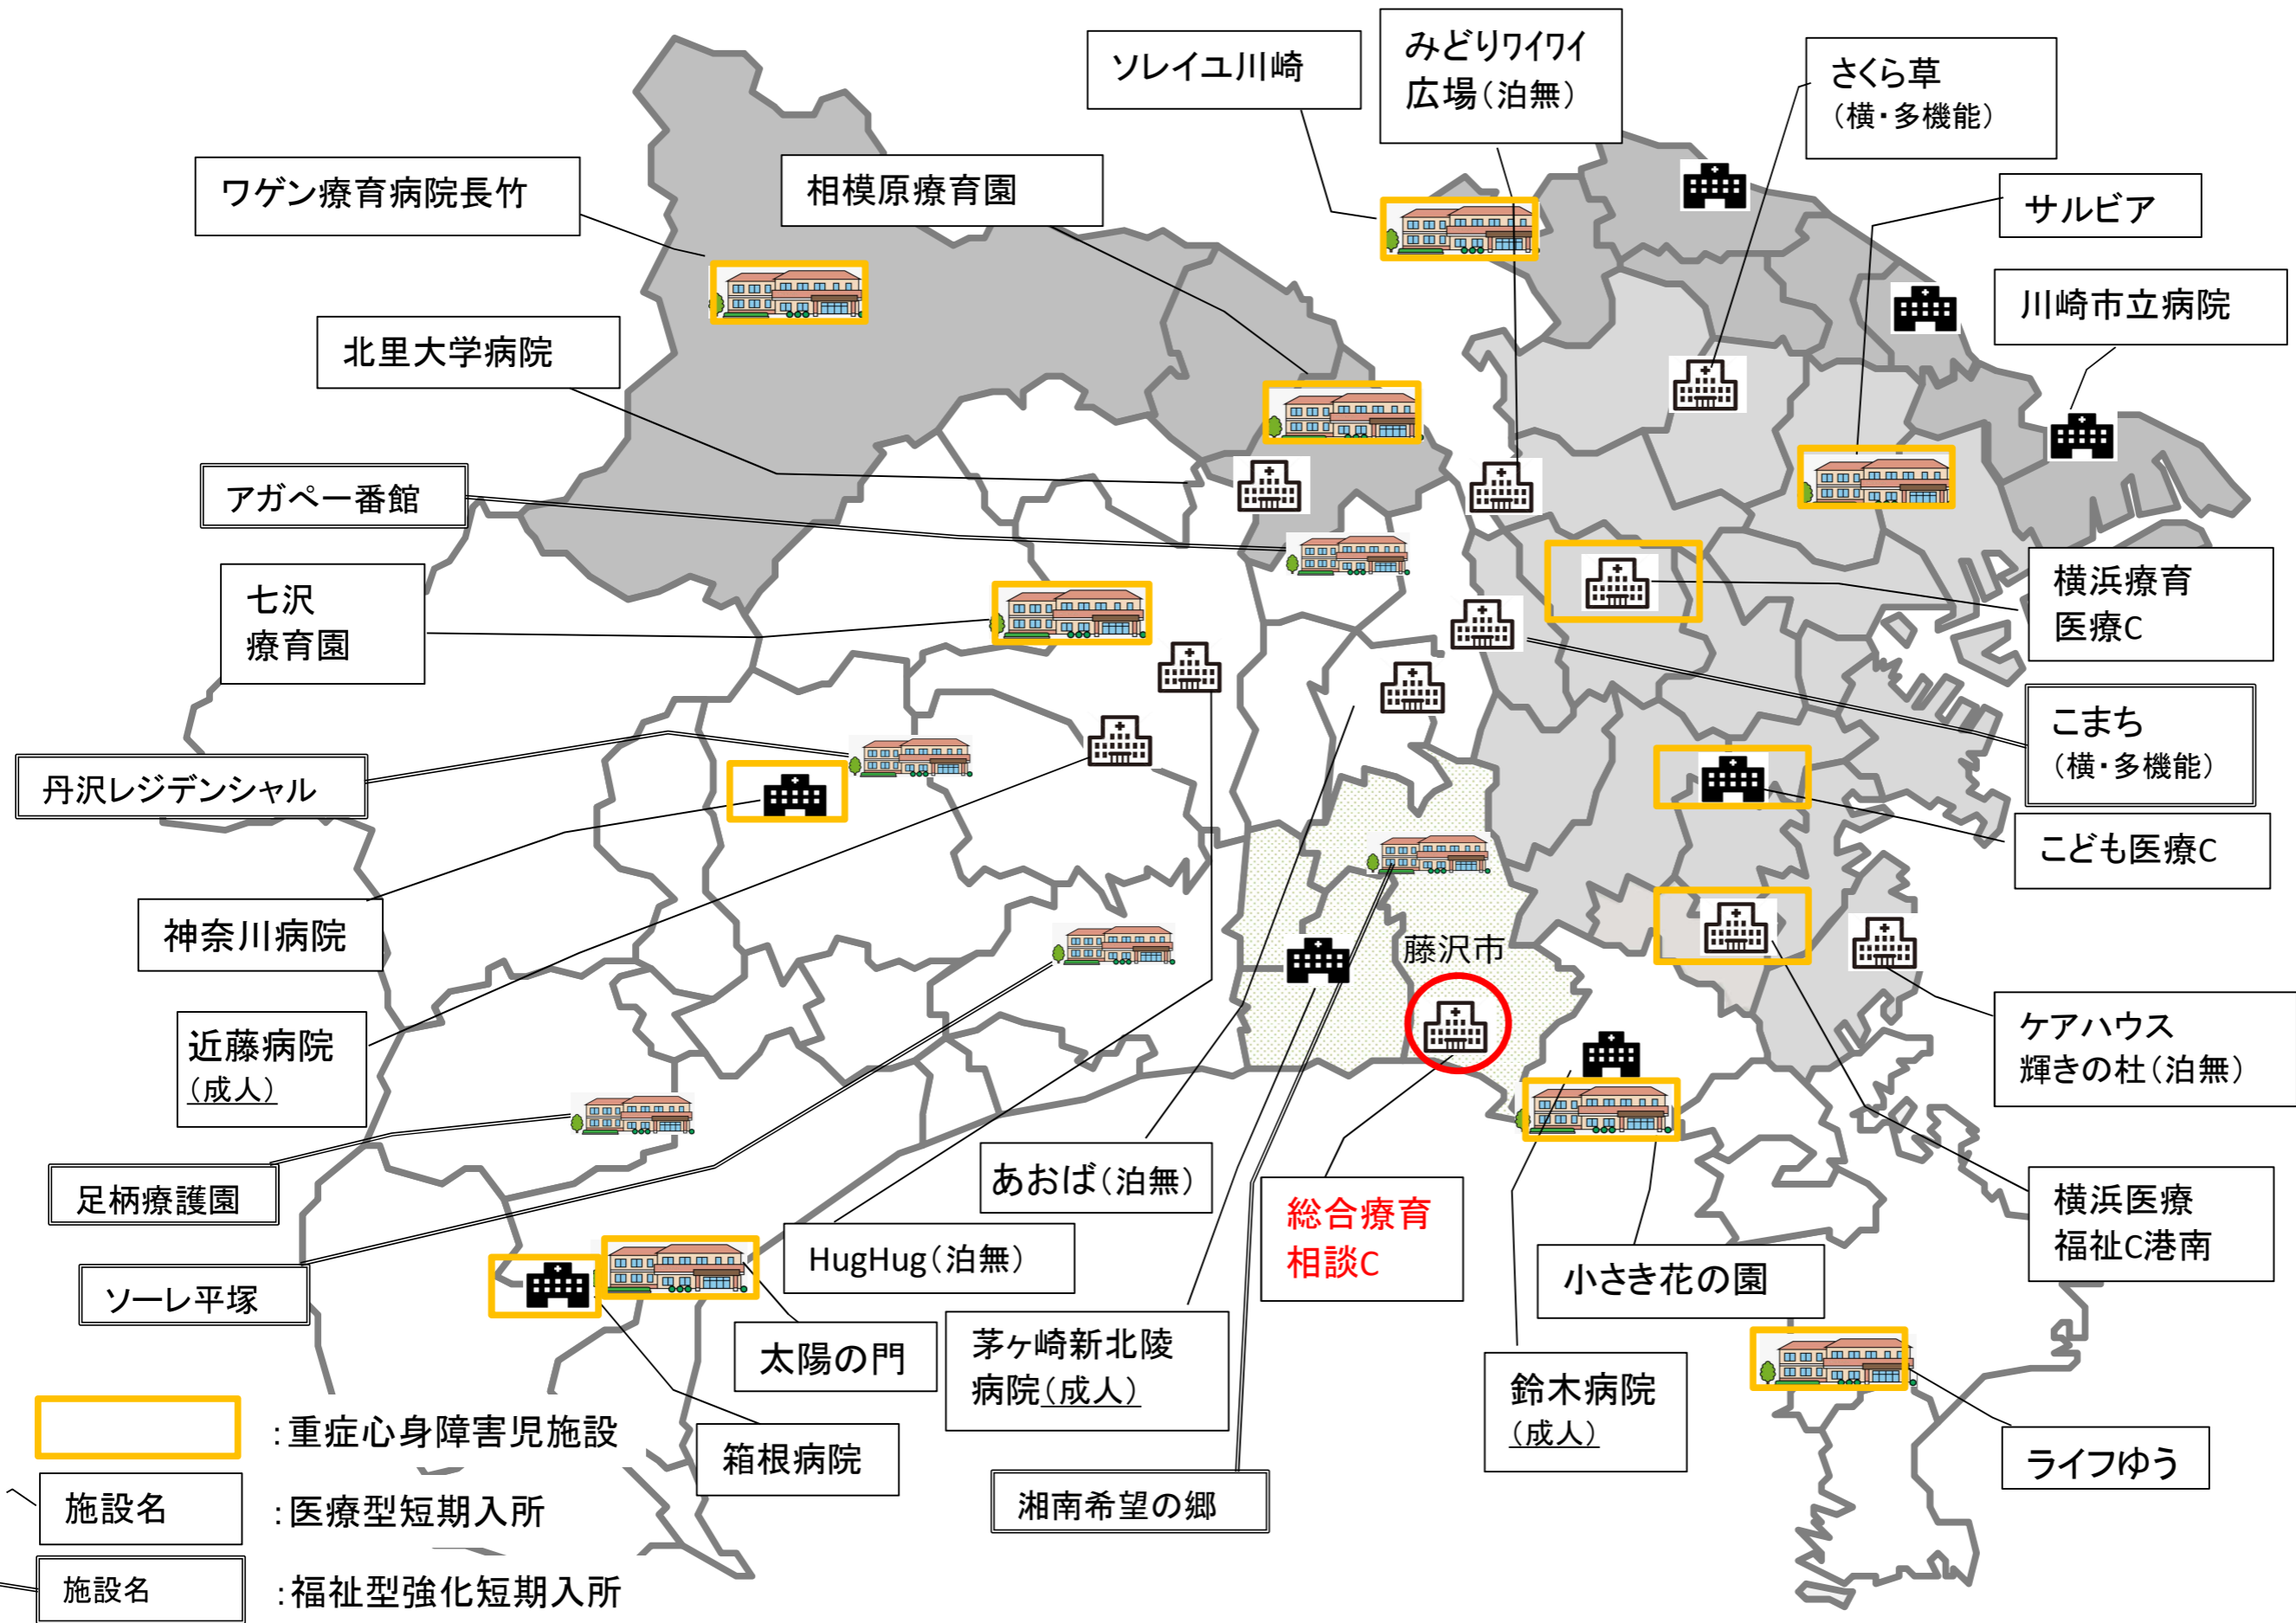 ソレイユ川崎
みどりワイワイ
広場(泊無)
さくら草
(横・多機能)
ワゲン療育病院長竹
相模原療育園
サルビア
北里大学病院
川崎市立病院
アガペー番館
七沢
療育園
横浜療育
医療C
こまち
(横・多機能)
丹沢レジデンシャル
こども医療C
神奈川病院
藤沢市
近藤病院
(成人)
ケアハウス
輝きの杜(泊無)
足柄療護園
あおば(泊無)
総合療育
相談C
横浜医療
福祉C港南
HugHug(泊無)
小さき花の園
ソーレ平塚
太陽の門
茅ヶ崎新北陵
病院(成人)
鈴木病院
(成人)
箱根病院
湘南希望の郷
ライフゆう
:重症心身障害児施設
施設名
:医療型短期入所
施設名
:福祉型強化短期入所